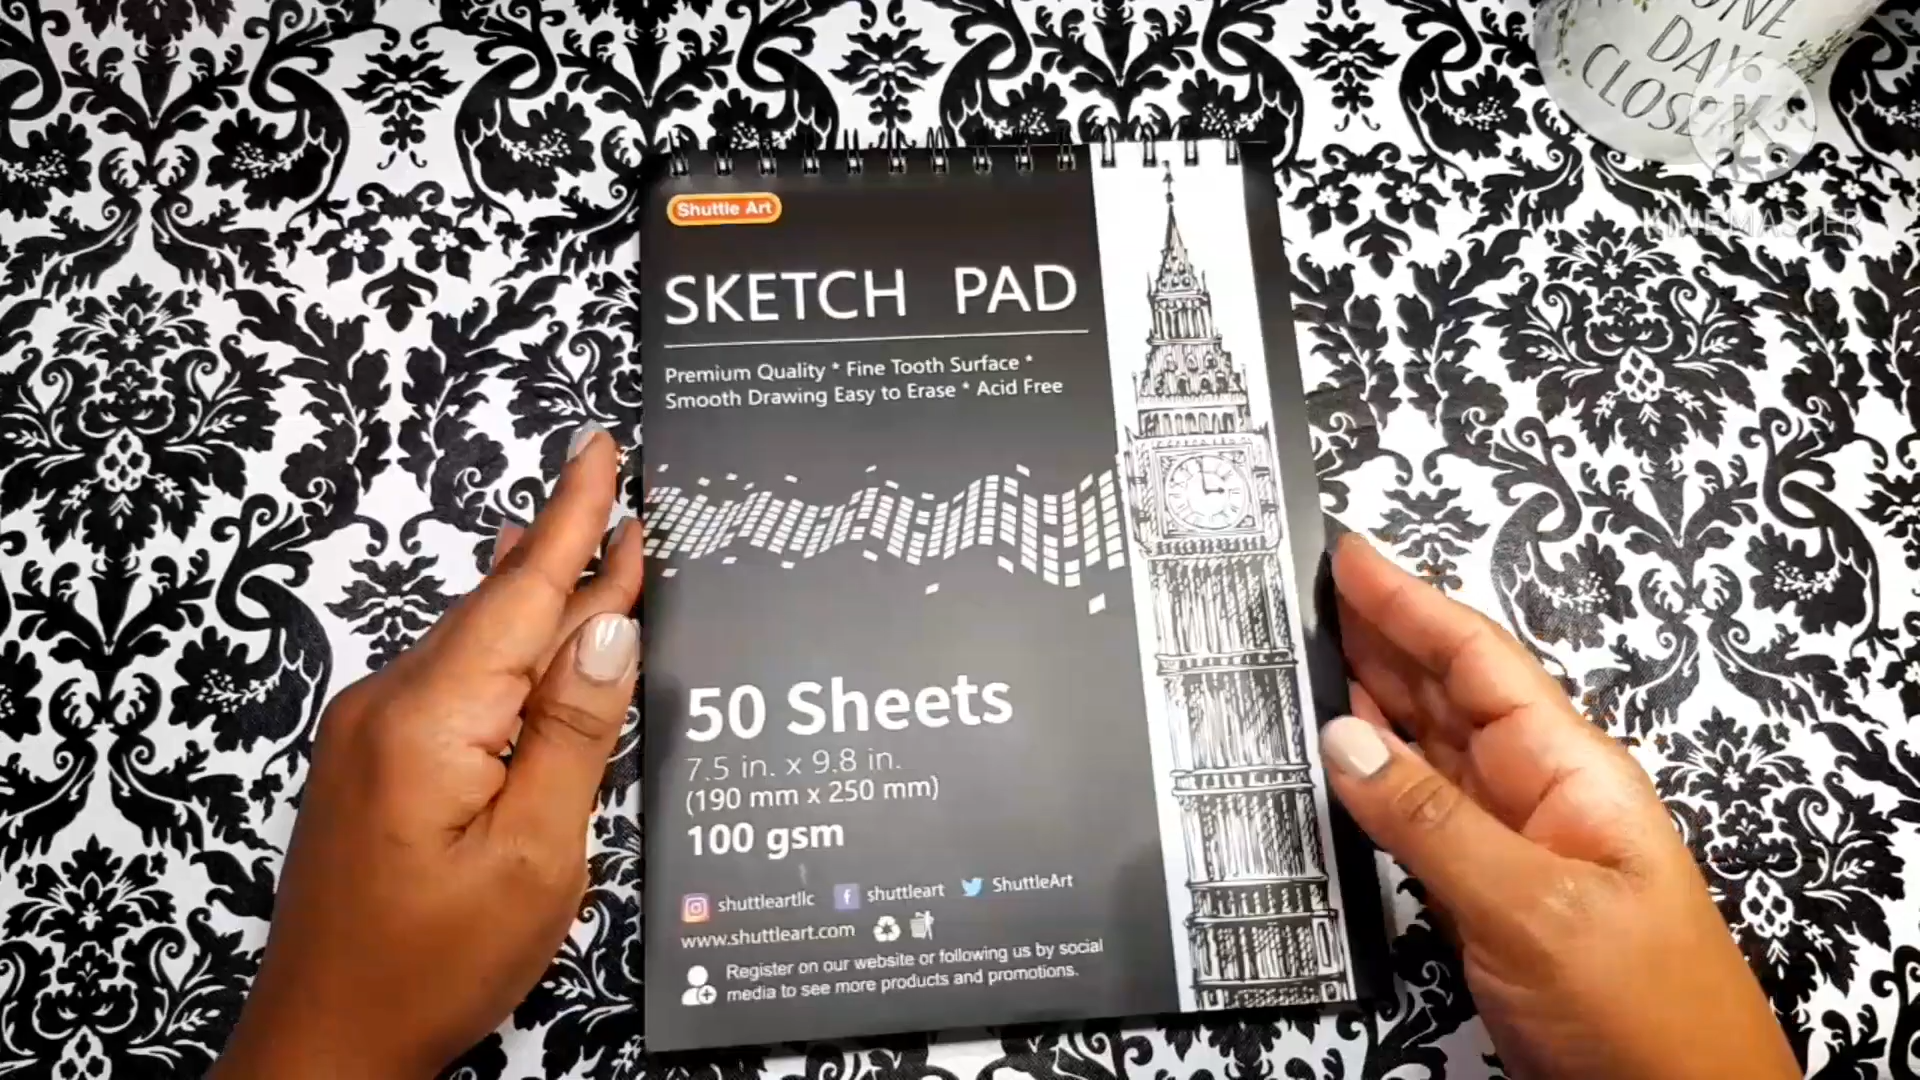 ONE
DAY
CLOSE
K
KINEMASTER
Shuttle Art
SKETCH PAD
Premium Quality * Fine Tooth Surface *
Smooth Drawing Easy to Erase * Acid Free
50 Sheets
7.5 in. x 9.8 in.
(190 mm x 250 mm)
100 gsm
shuttleartllc shuttleart ShuttleArt
www.shuttleart.com
Register on our website or following us by social
media to see more products and promotions.